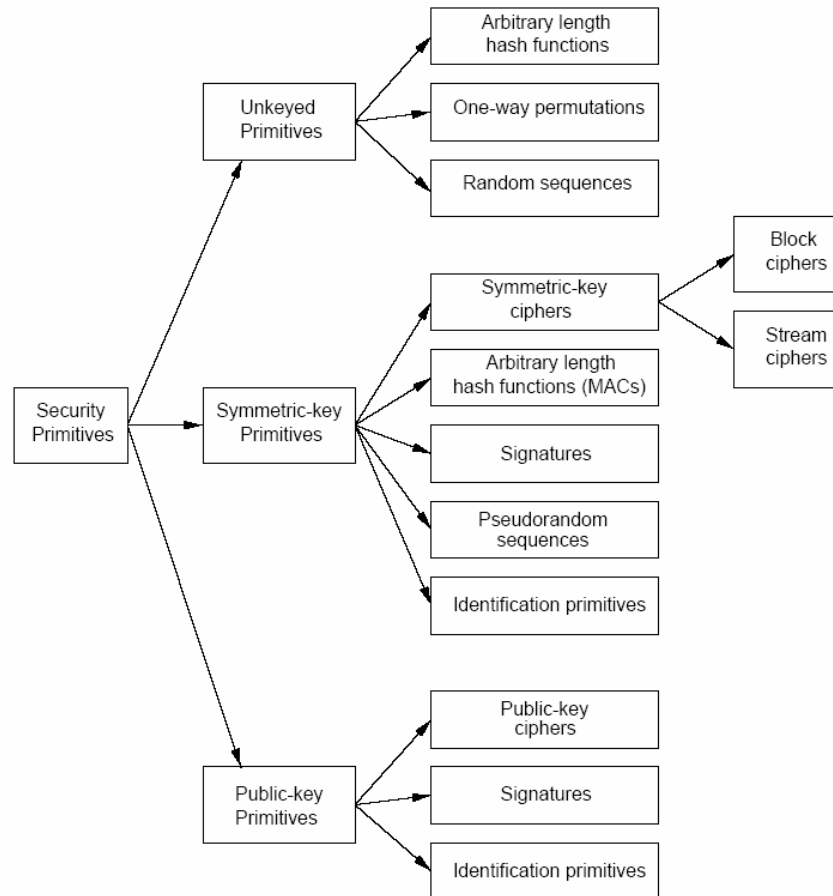 Arbitrary length
hash functions
Unkeyed
Primitives
One-way permutations
Random sequences
Block
ciphers
Symmetric-key
ciphers
Stream
ciphers
Arbitrary length
hash functions (MACs)
Security
Primitives
Symmetric-key
Primitives
Signatures
Pseudorandom
sequences
Identification primitives
Public-key
ciphers
Public-key
Primitives
Signatures
Identification primitives